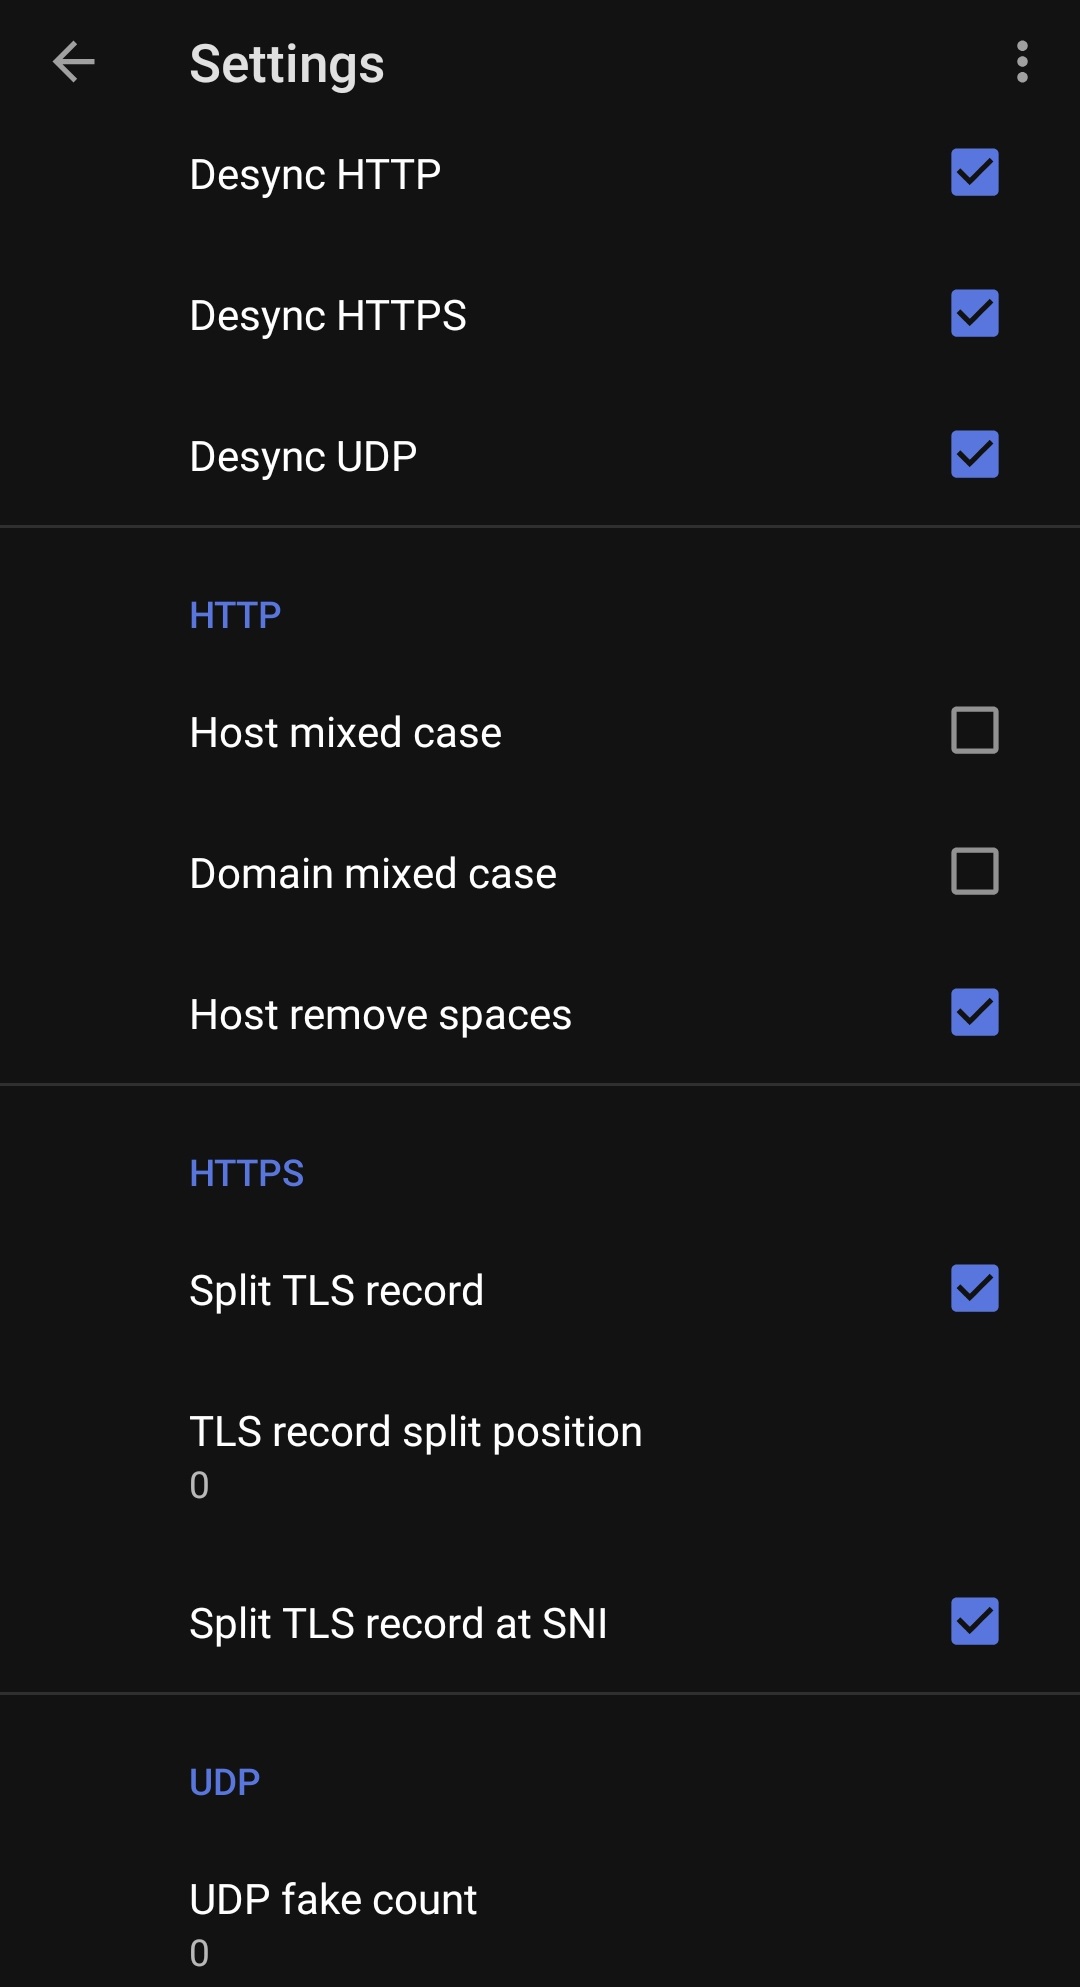 Settings
Desync HTTP
Desync HTTPS
Desync UDP
HTTP
Host mixed case
Domain mixed case
Host remove spaces
HTTPS
Split TLS record
TLS record split position
0
Split TLS record at SNI
UDP
UDP fake count
0